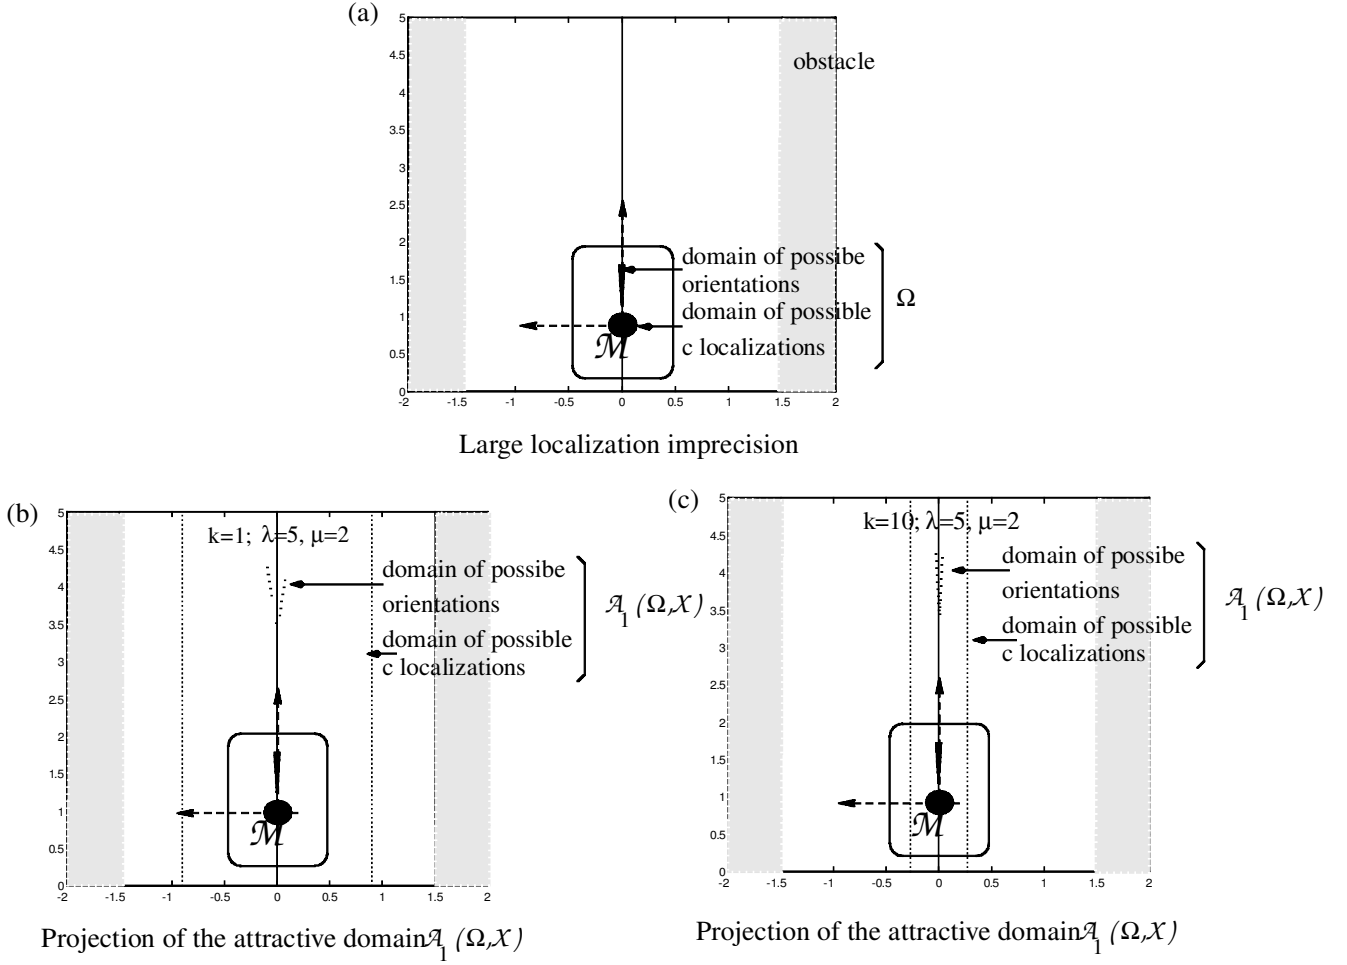 (a)
5
4.5
4
3.5
3
2.5
2
1.5
1
0.5
0
-2 -1.5 -1 -0.5 0 0.5 1 1.5 2
obstacle
domain of possibe
orientations
domain of possible
c localizations
Ω
ℳ
Large localization imprecision
(b)
5
4.5
4
3.5
3
2.5
2
1.5
1
0.5
0
-2 -1.5 -1 -0.5 0 0.5 1 1.5 2
k=1; λ=5, μ=2
domain of possibe
orientations
domain of possible
c localizations
𝒜₁(Ω,X)
ℳ
Projection of the attractive domain𝒜₁(Ω,X)
(c)
5
4.5
4
3.5
3
2.5
2
1.5
1
0.5
0
-2 -1.5 -1 -0.5 0 0.5 1 1.5 2
k=10; λ=5, μ=2
domain of possibe
orientations
domain of possible
c localizations
𝒜₁(Ω,X)
ℳ
Projection of the attractive domain𝒜₁(Ω,X)